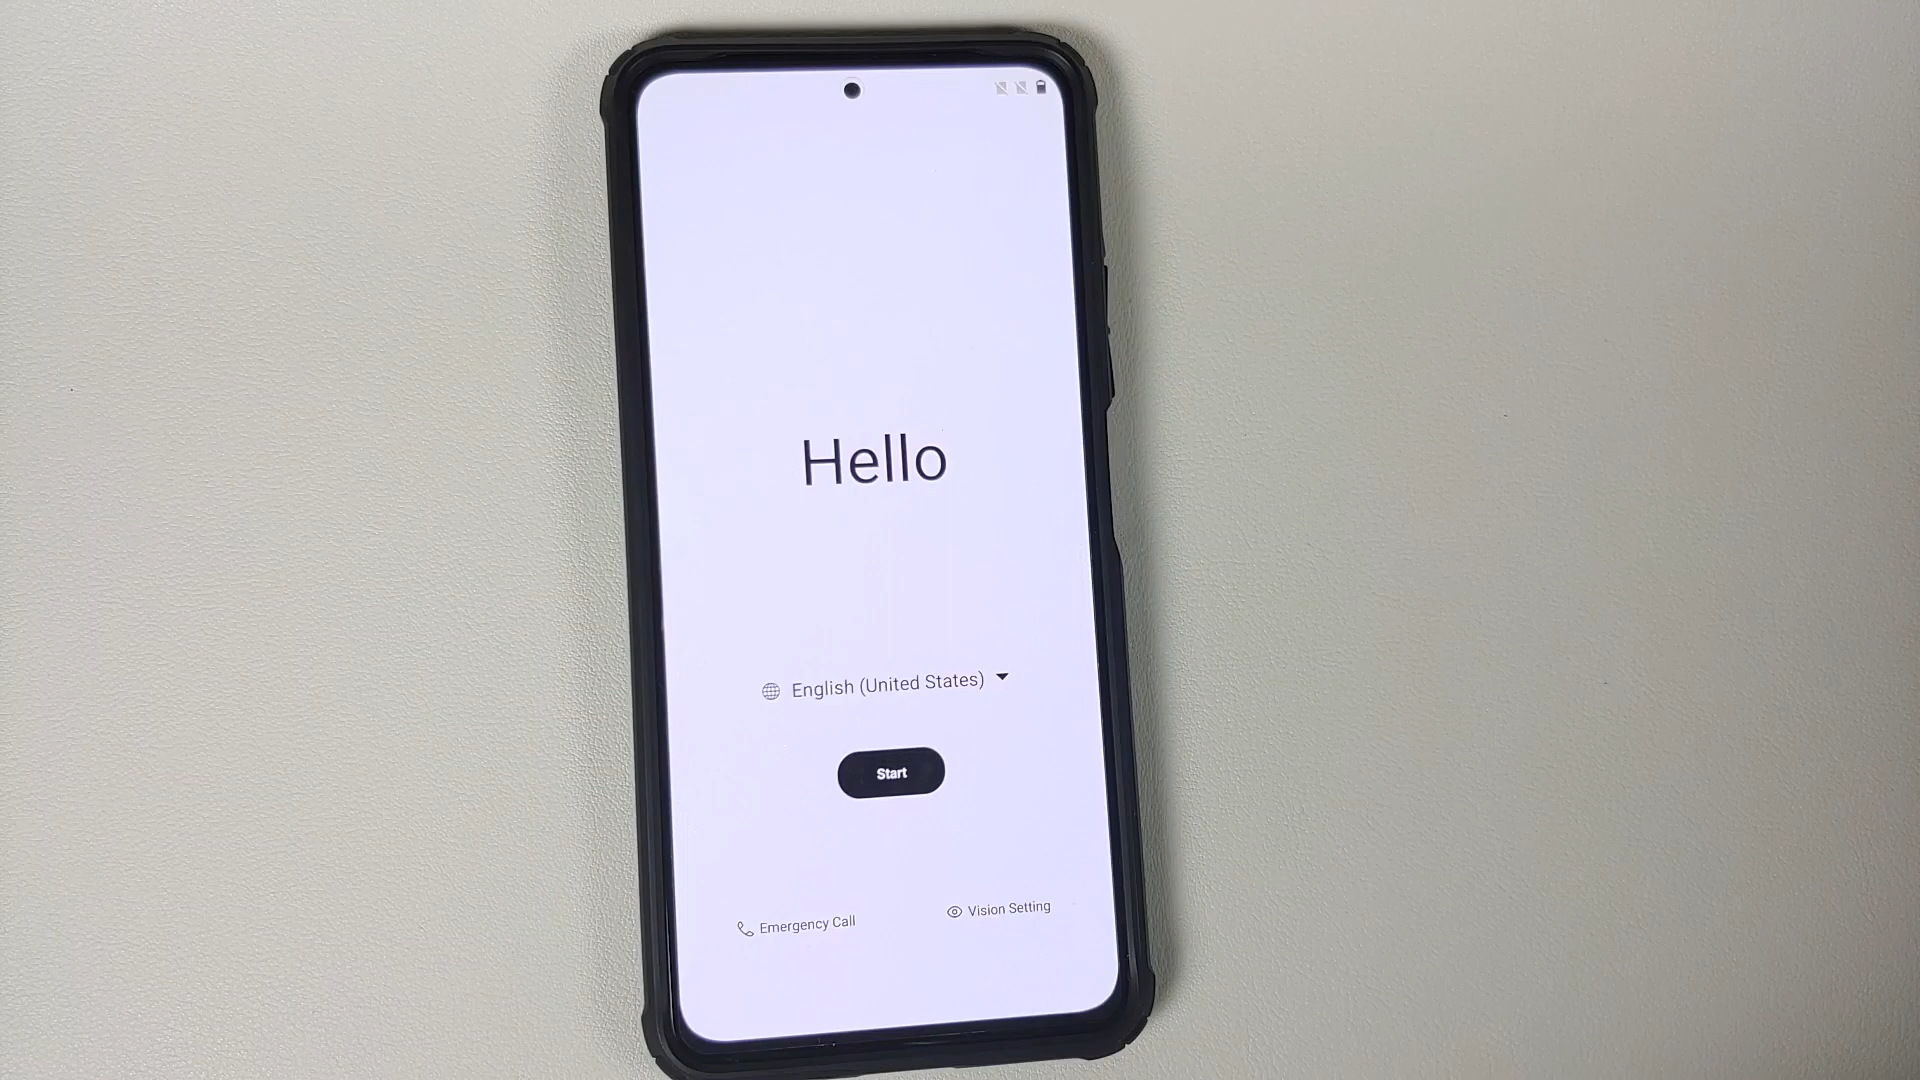 Hello
English (United States)
Start
Emergency Call
Vision Setting